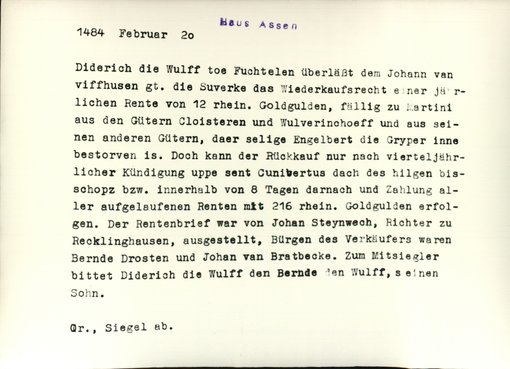 Haus Assen
1484 Februar 20
Diderich die Wulff toe Fuchtelen überläßt dem Johann van
viffhusen gt. die Suverke das Wiederkaufsrecht einer jähr-
lichen Rente von 12 rhein. Goldgulden, fällig zu Martini
aus den Gütern Cloisteren und Wulverinchoeff und aus sei-
nen anderen Gütern, daer selige Engelbert die Gryper inne
bestorven is. Doch kann der Rückkauf nur nach vierteljähr-
licher Kündigung uppe sent Cunibertus dach des hilgen bis-
schopz bzw. innerhalb von 8 Tagen darnach und Zahlung al-
ler aufgelaufenen Renten mit 216 rhein. Goldgulden erfol-
gen. Der Rentenbrief war von Johan Steynwech, Richter zu
Recklinghausen, ausgestellt, Bürgen des Verkäufers waren
Bernde Drosten und Johan van Bratbecke. Zum Mitsiegler
bittet Diderich die Wulff den Bernde den Wulff, seinen
Sohn.
Or., Siegel ab.